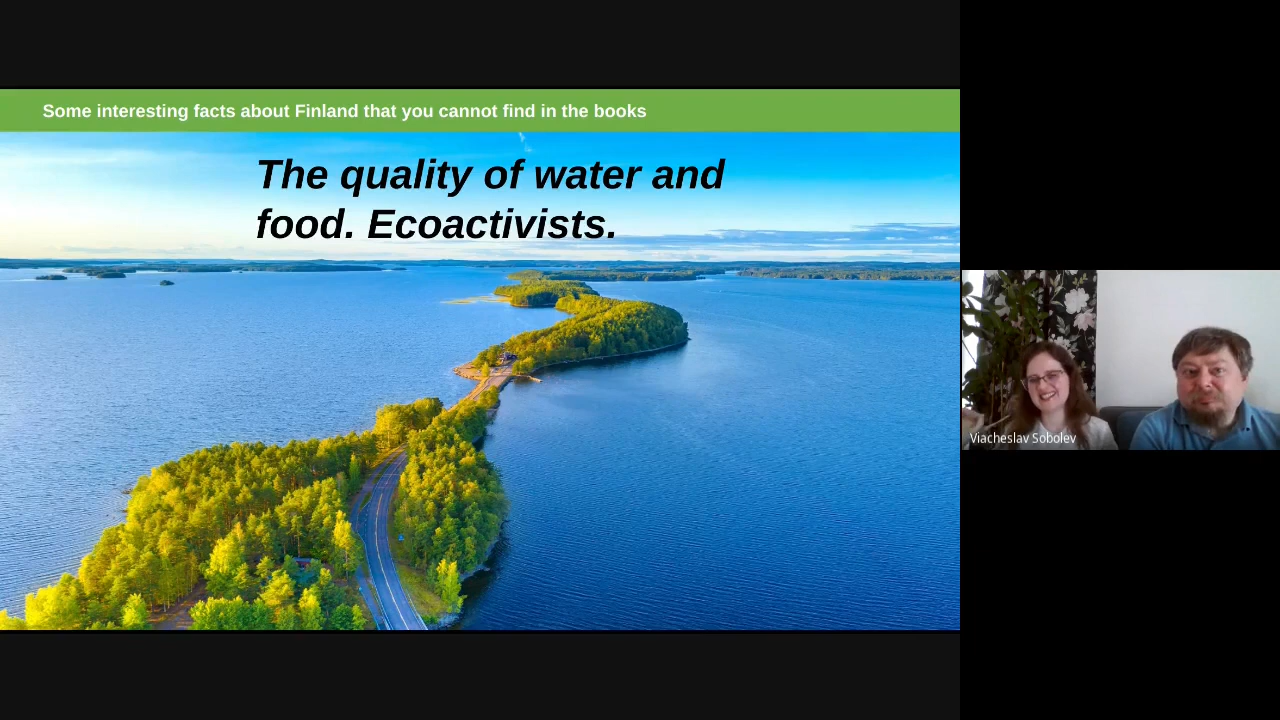 Some interesting facts about Finland that you cannot find in the books
The quality of water and
food. Ecoactivists.
Viacheslav Sobolev